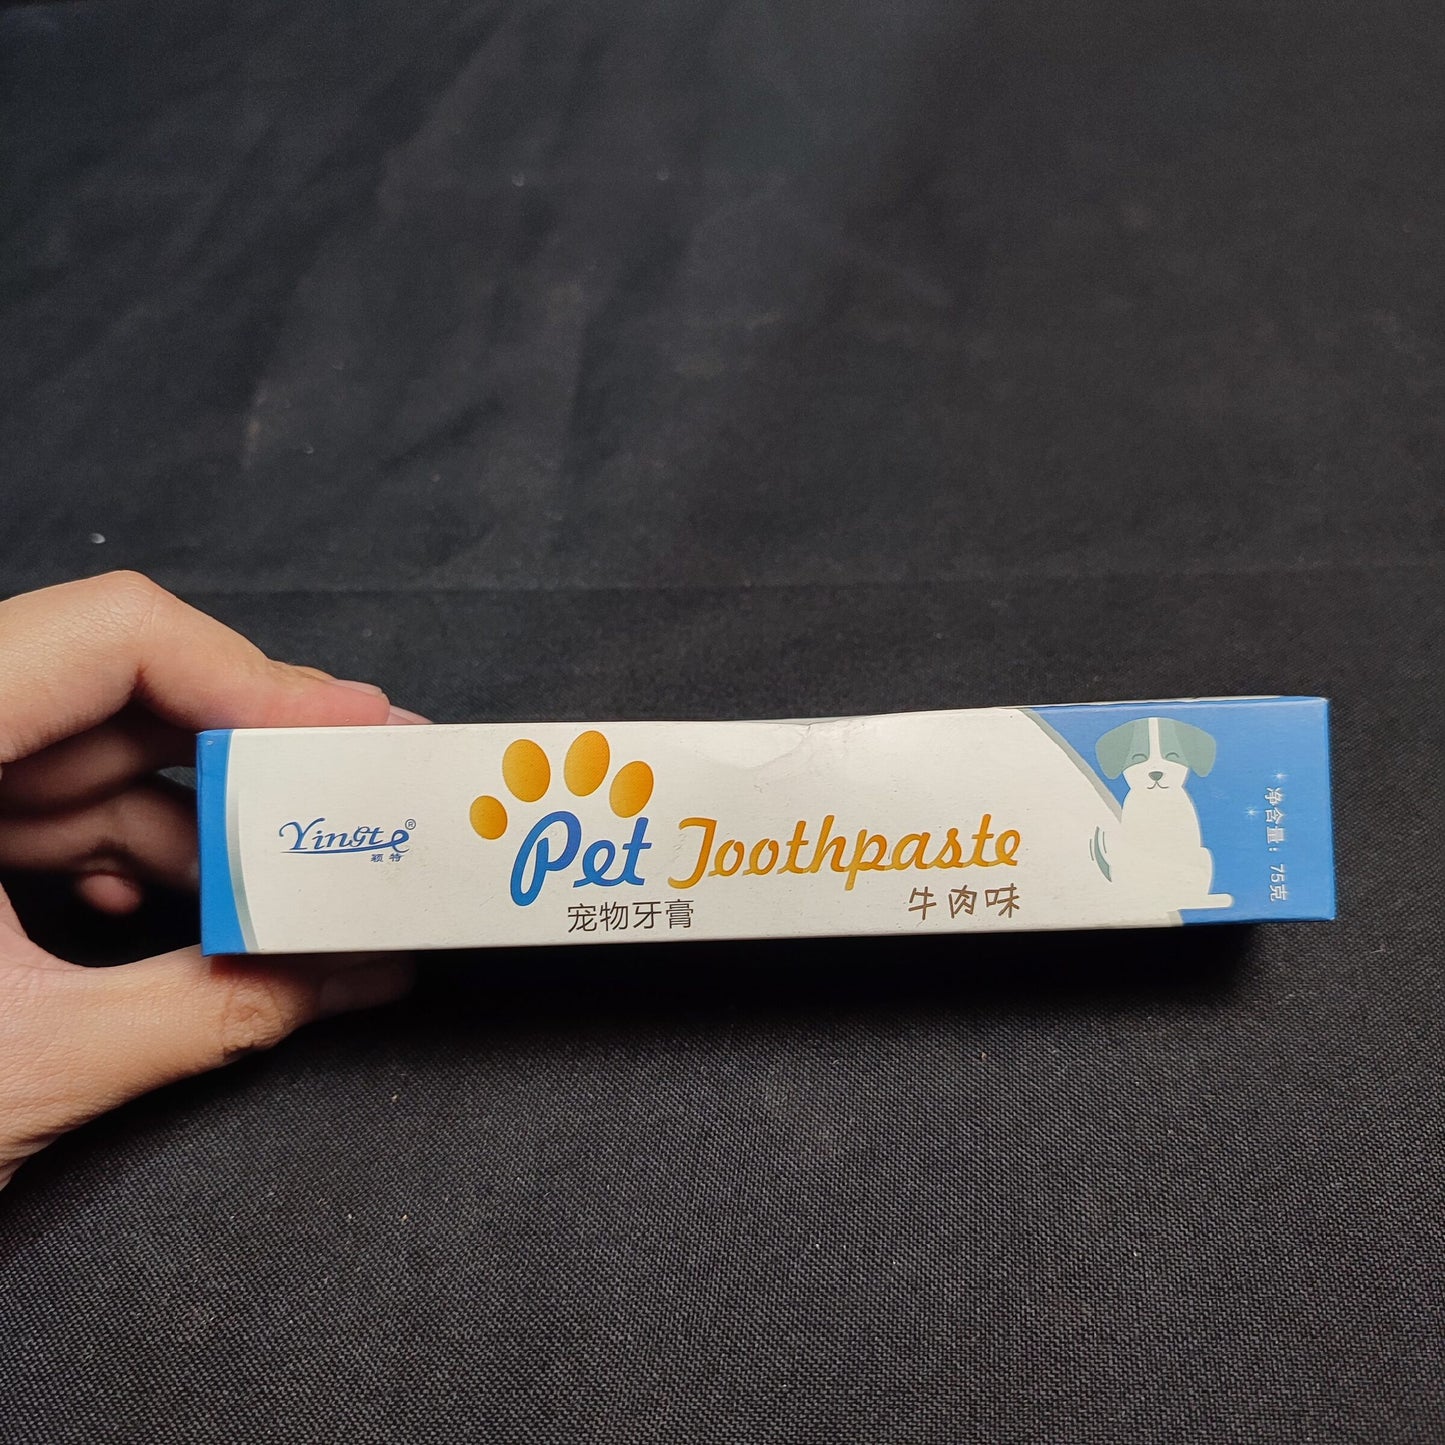 Yingte®
颖特
Pet Toothpaste
宠物牙膏
牛肉味
净含量：75克